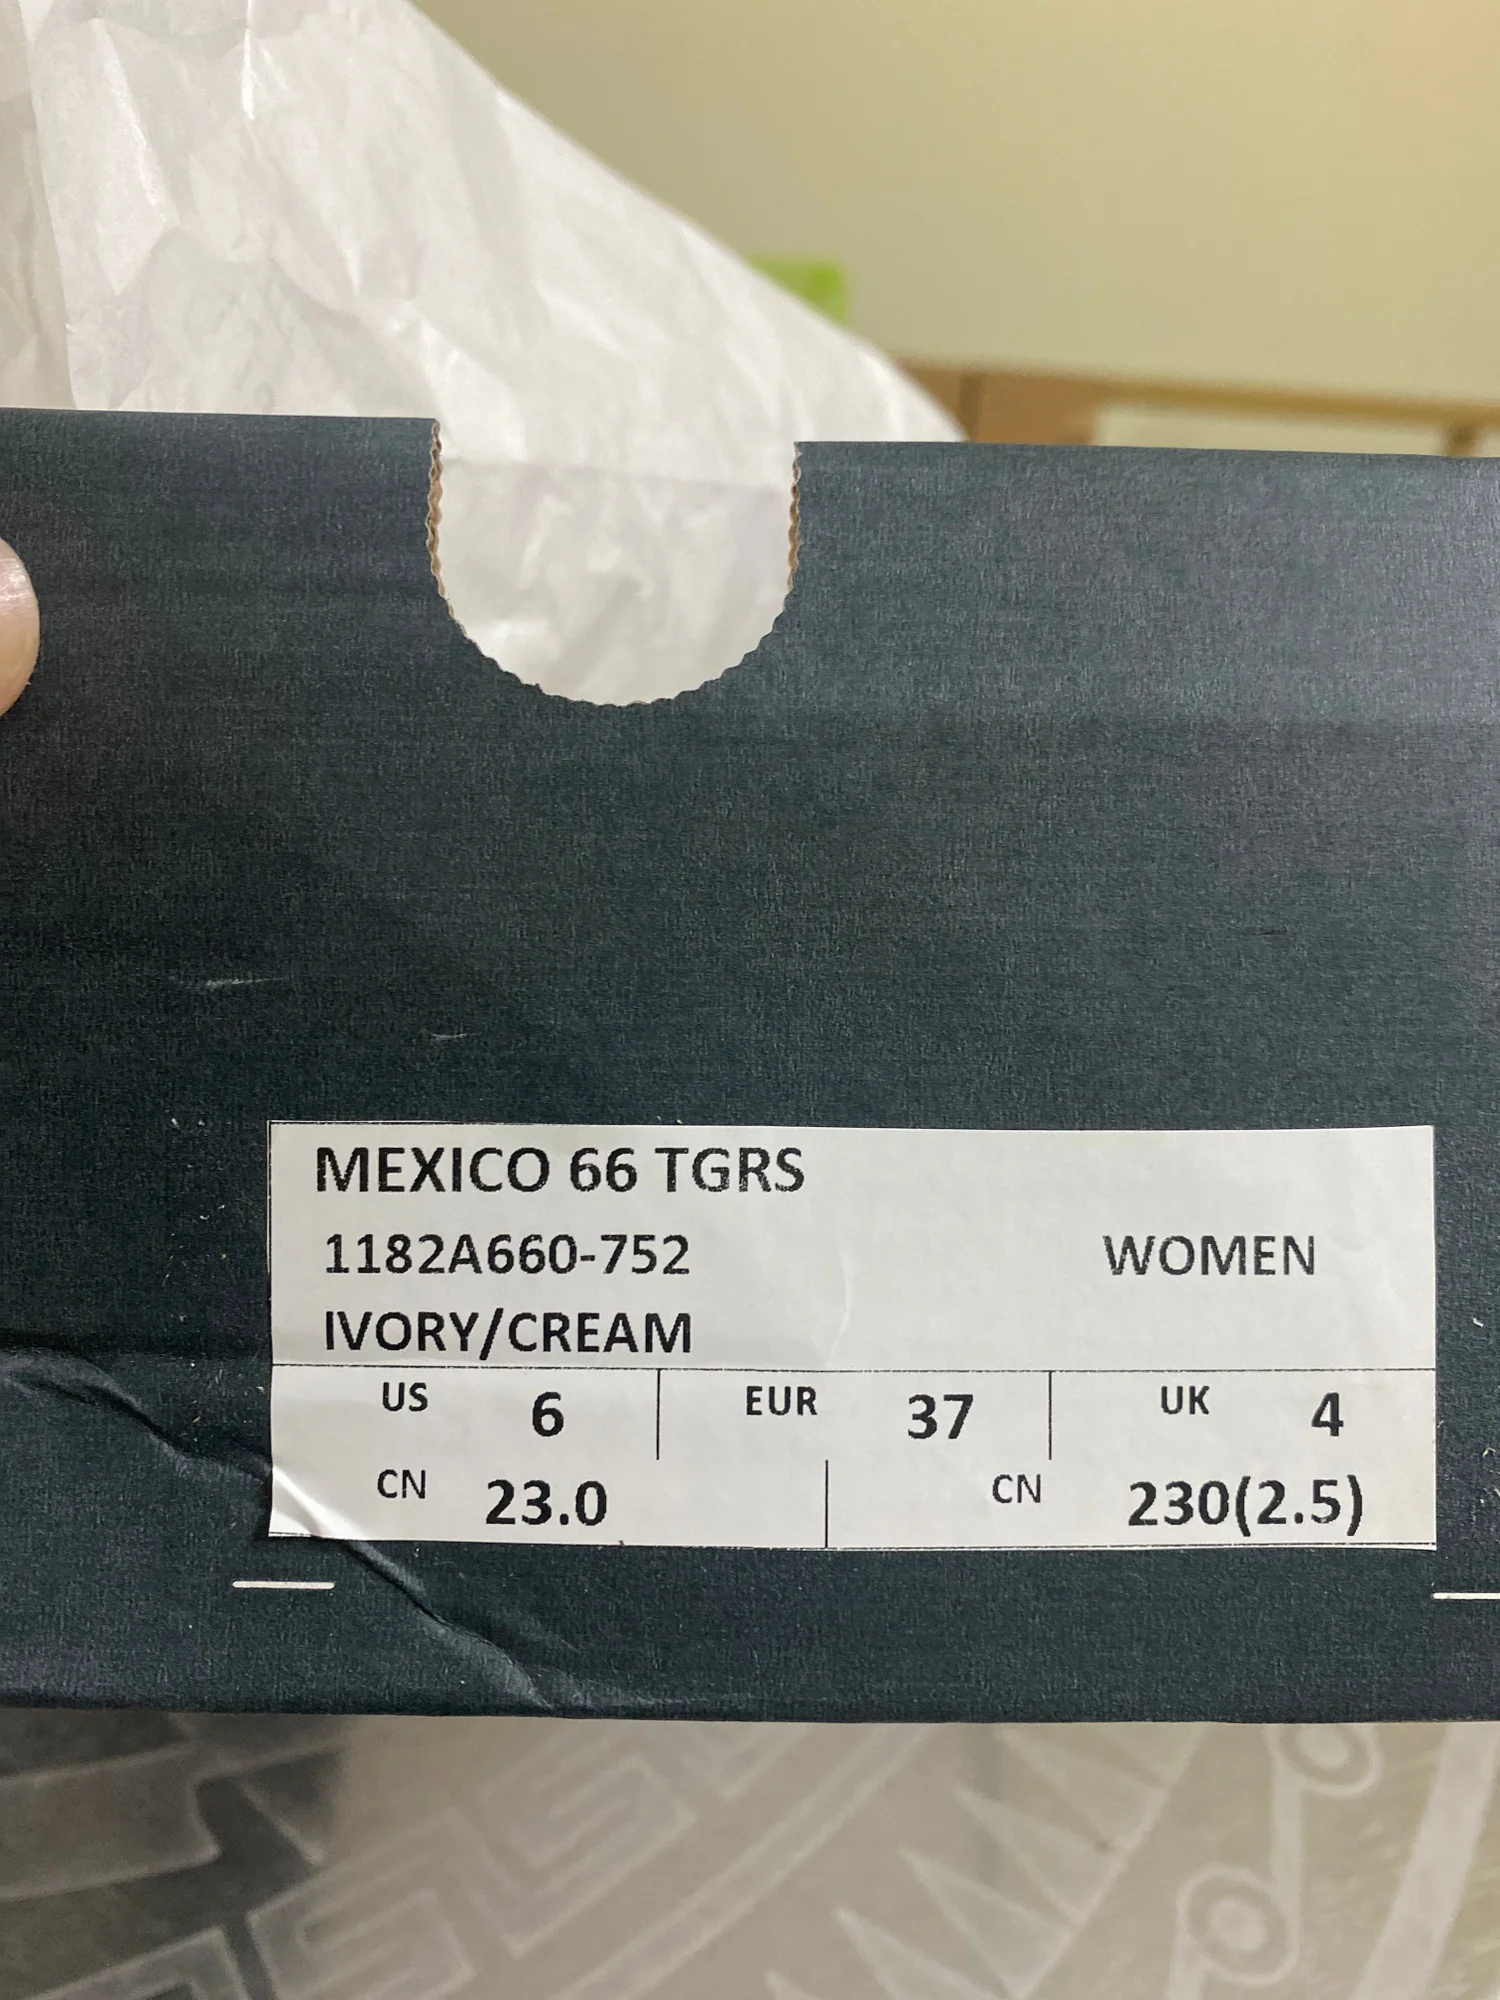 MEXICO 66 TGRS
1182A660-752 WOMEN
IVORY/CREAM
US 6 EUR 37 UK 4
CN 23.0 CN 230(2.5)